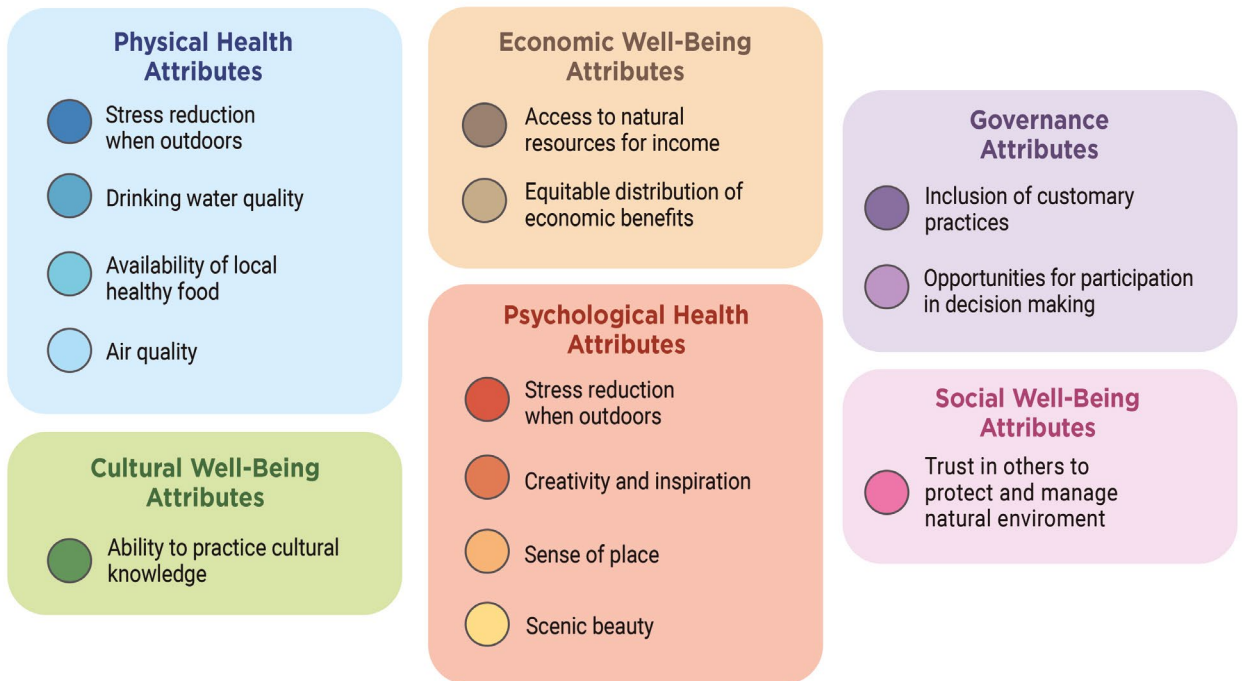 Physical Health
Attributes
Stress reduction
when outdoors
Drinking water quality
Availability of local
healthy food
Air quality
Cultural Well-Being
Attributes
Ability to practice cultural
knowledge
Economic Well-Being
Attributes
Access to natural
resources for income
Equitable distribution of
economic benefits
Psychological Health
Attributes
Stress reduction
when outdoors
Creativity and inspiration
Sense of place
Scenic beauty
Governance
Attributes
Inclusion of customary
practices
Opportunities for participation
in decision making
Social Well-Being
Attributes
Trust in others to
protect and manage
natural enviroment